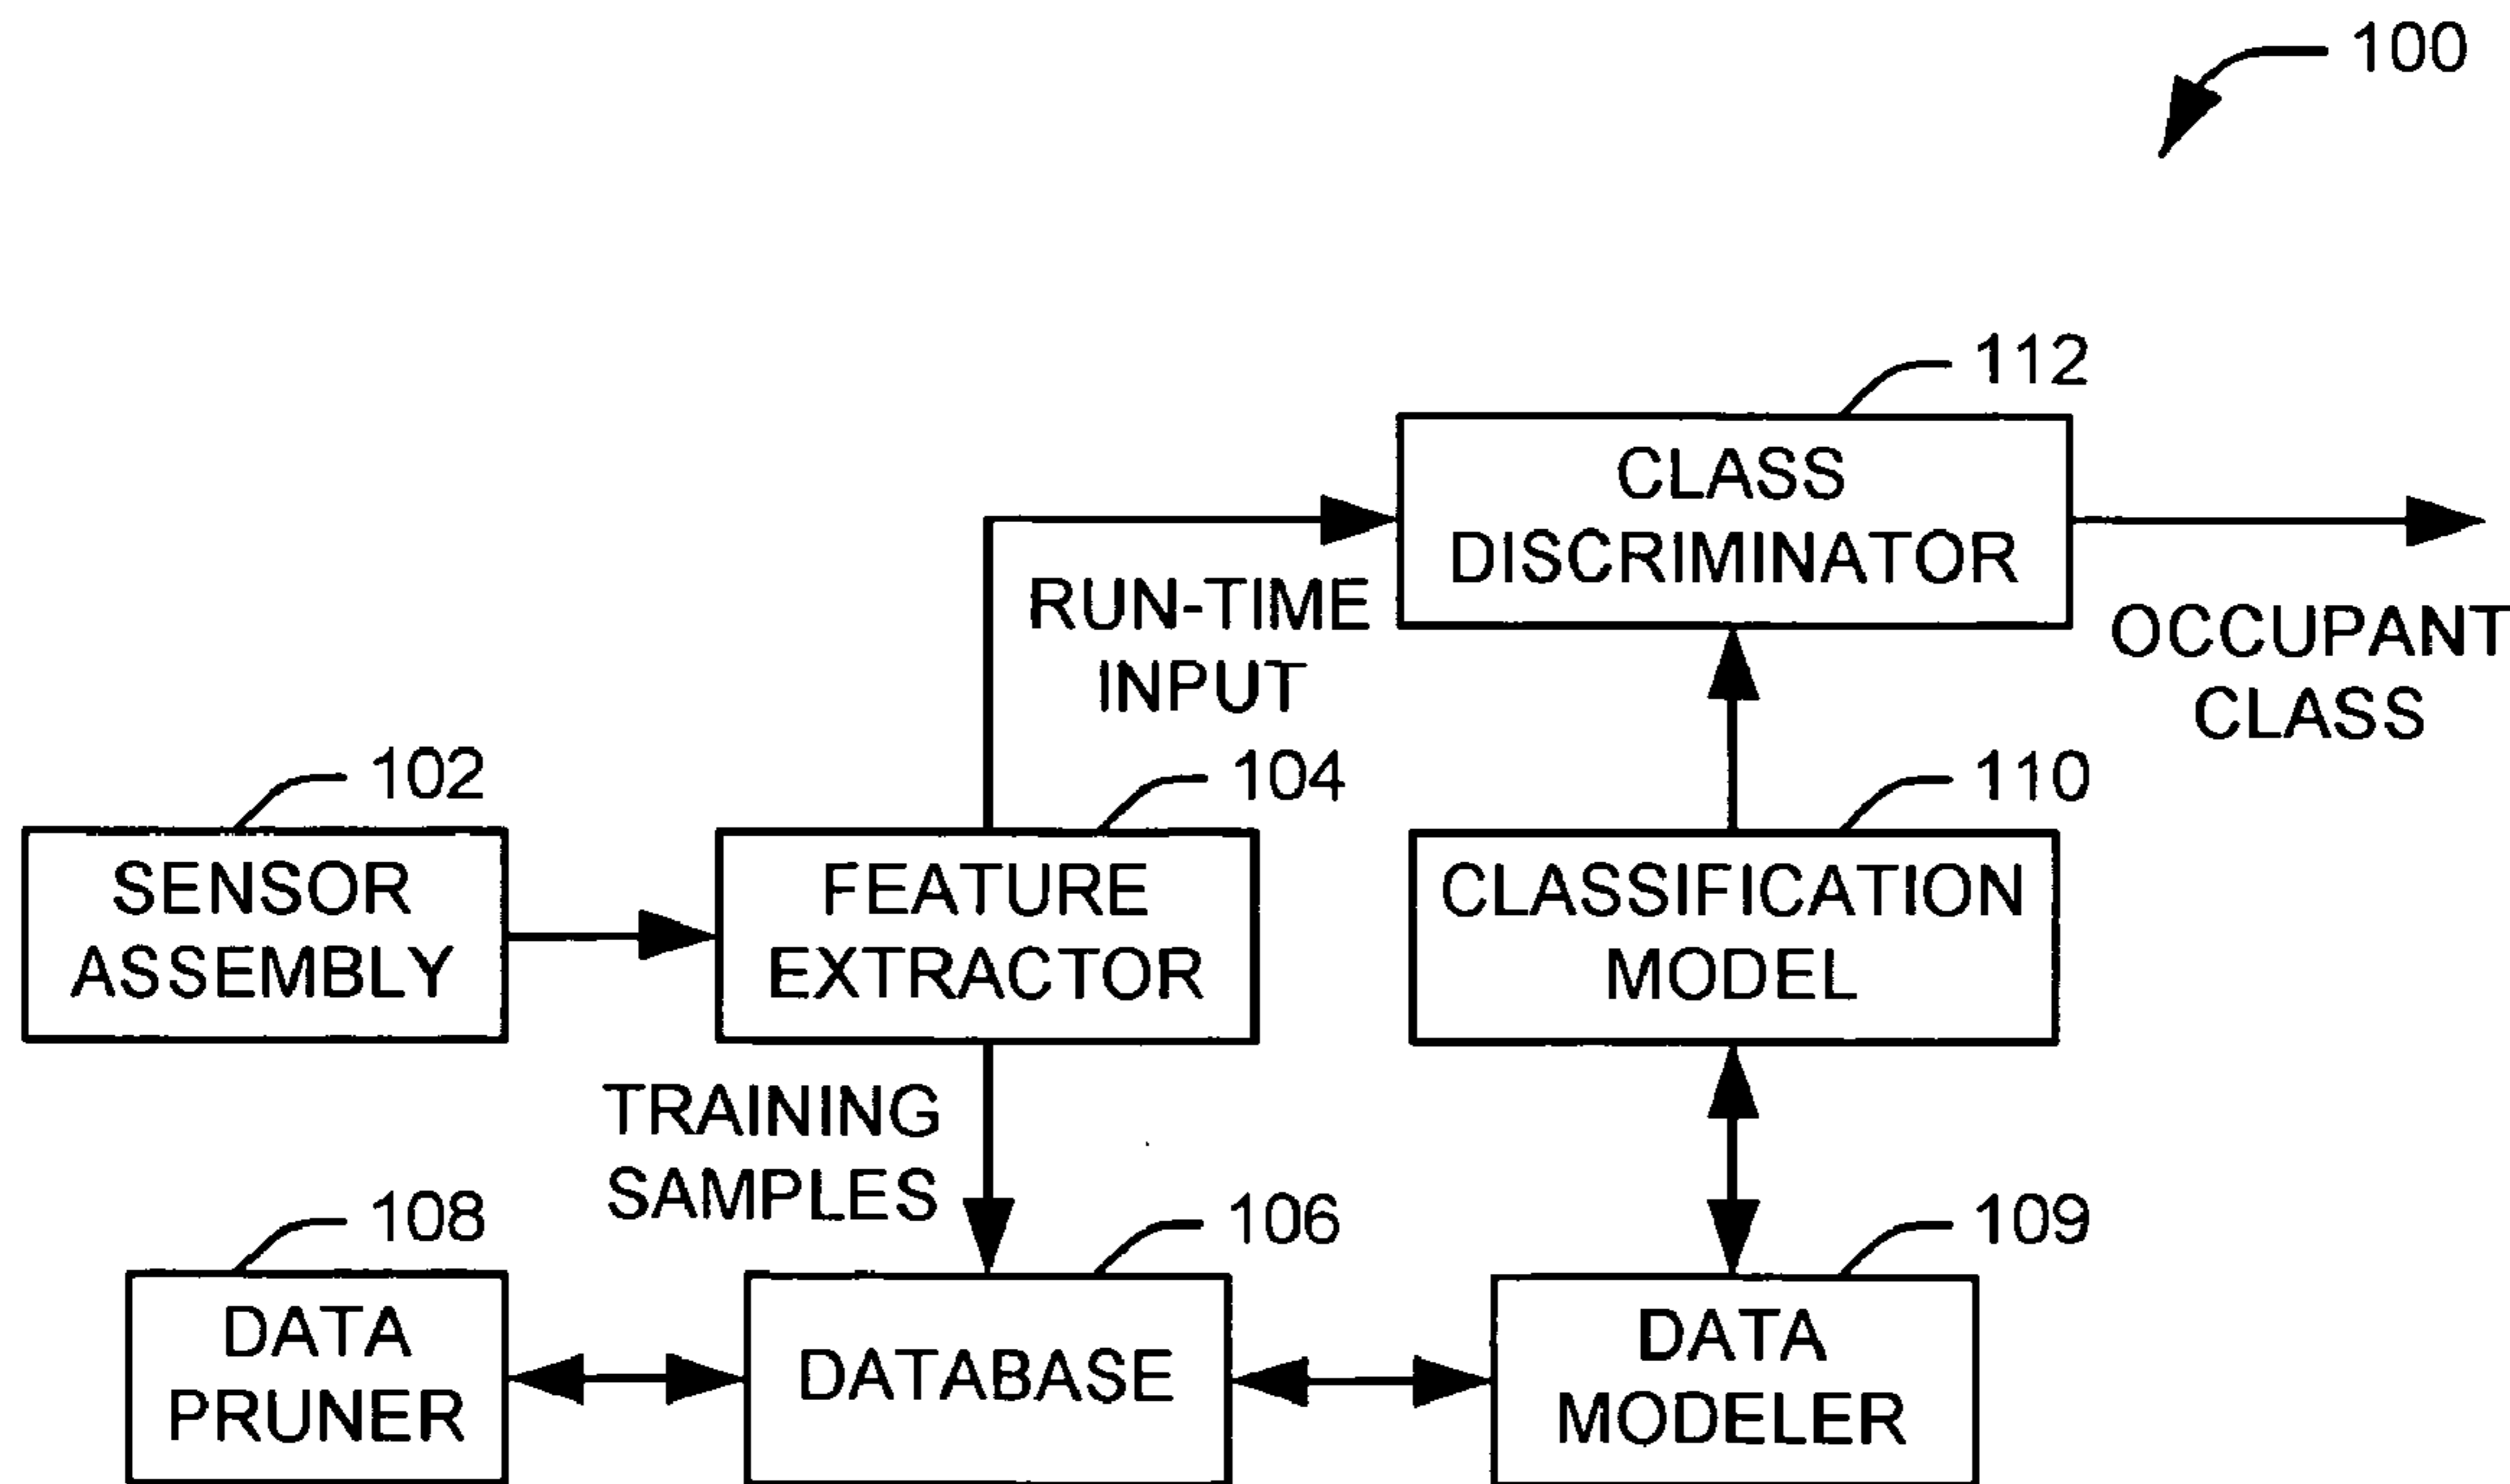 100
112
CLASS
DISCRIMINATOR
RUN-TIME
INPUT
OCCUPANT
CLASS
102
SENSOR
ASSEMBLY
104
FEATURE
EXTRACTOR
110
CLASSIFICATION
MODEL
TRAINING
SAMPLES
108
DATA
PRUNER
106
DATABASE
109
DATA
MODELER